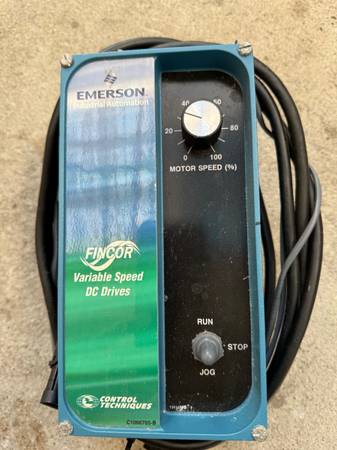 EMERSON
Industrial Automation
FINCOR
Variable Speed
DC Drives
CONTROL
TECHNIQUES
40
60
20
80
0
100
MOTOR SPEED (%)
RUN
STOP
JOG